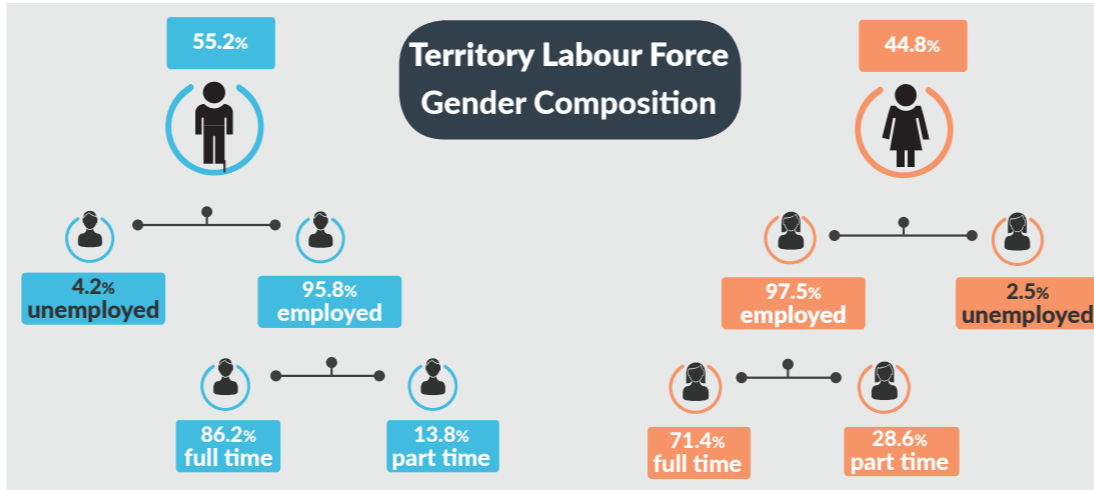 55.2%
Territory Labour Force
Gender Composition
44.8%
4.2%
unemployed
95.8%
employed
97.5%
employed
2.5%
unemployed
86.2%
full time
13.8%
part time
71.4%
full time
28.6%
part time